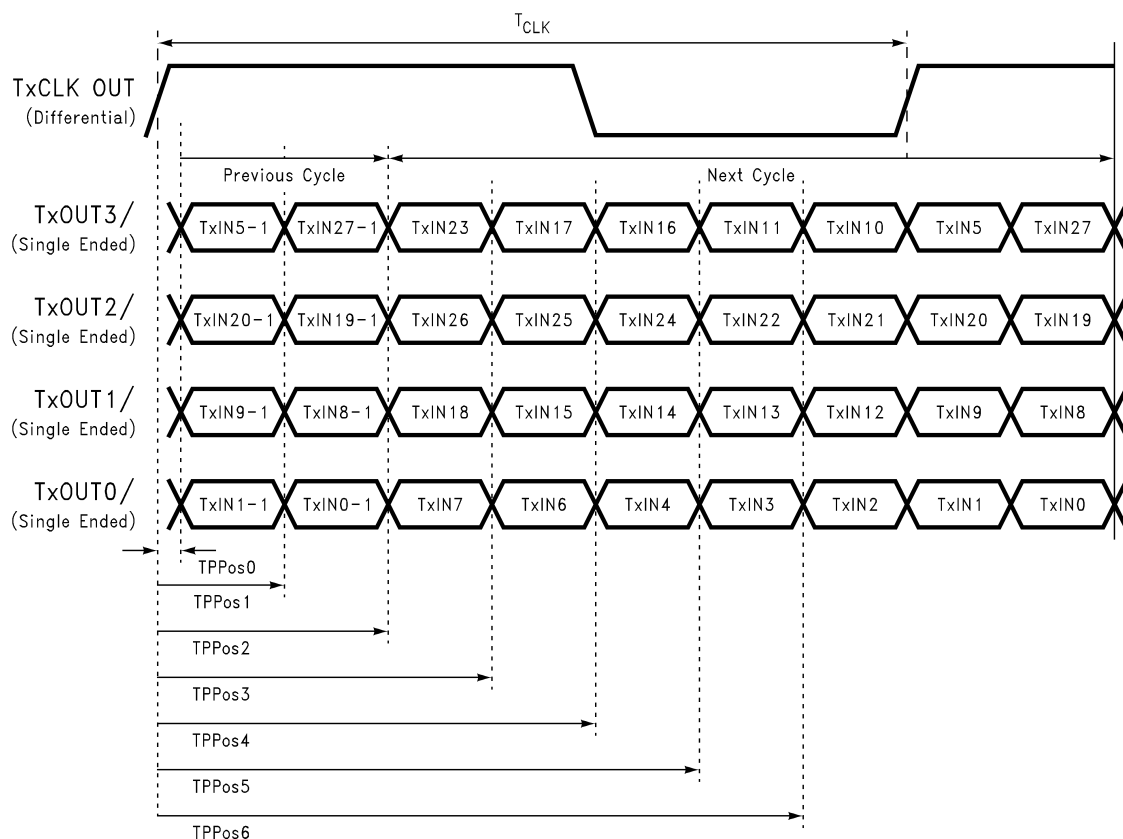 TCLK
TxCLK OUT
(Differential)
Previous Cycle
Next Cycle
TxOUT3/
(Single Ended)
TxIN5-1 TxIN27-1 TxIN23 TxIN17 TxIN16 TxIN11 TxIN10 TxIN5 TxIN27
TxOUT2/
(Single Ended)
TxIN20-1 TxIN19-1 TxIN26 TxIN25 TxIN24 TxIN22 TxIN21 TxIN20 TxIN19
TxOUT1/
(Single Ended)
TxIN9-1 TxIN8-1 TxIN18 TxIN15 TxIN14 TxIN13 TxIN12 TxIN9 TxIN8
TxOUT0/
(Single Ended)
TxIN1-1 TxIN0-1 TxIN7 TxIN6 TxIN4 TxIN3 TxIN2 TxIN1 TxIN0
TPPos0
TPPos1
TPPos2
TPPos3
TPPos4
TPPos5
TPPos6